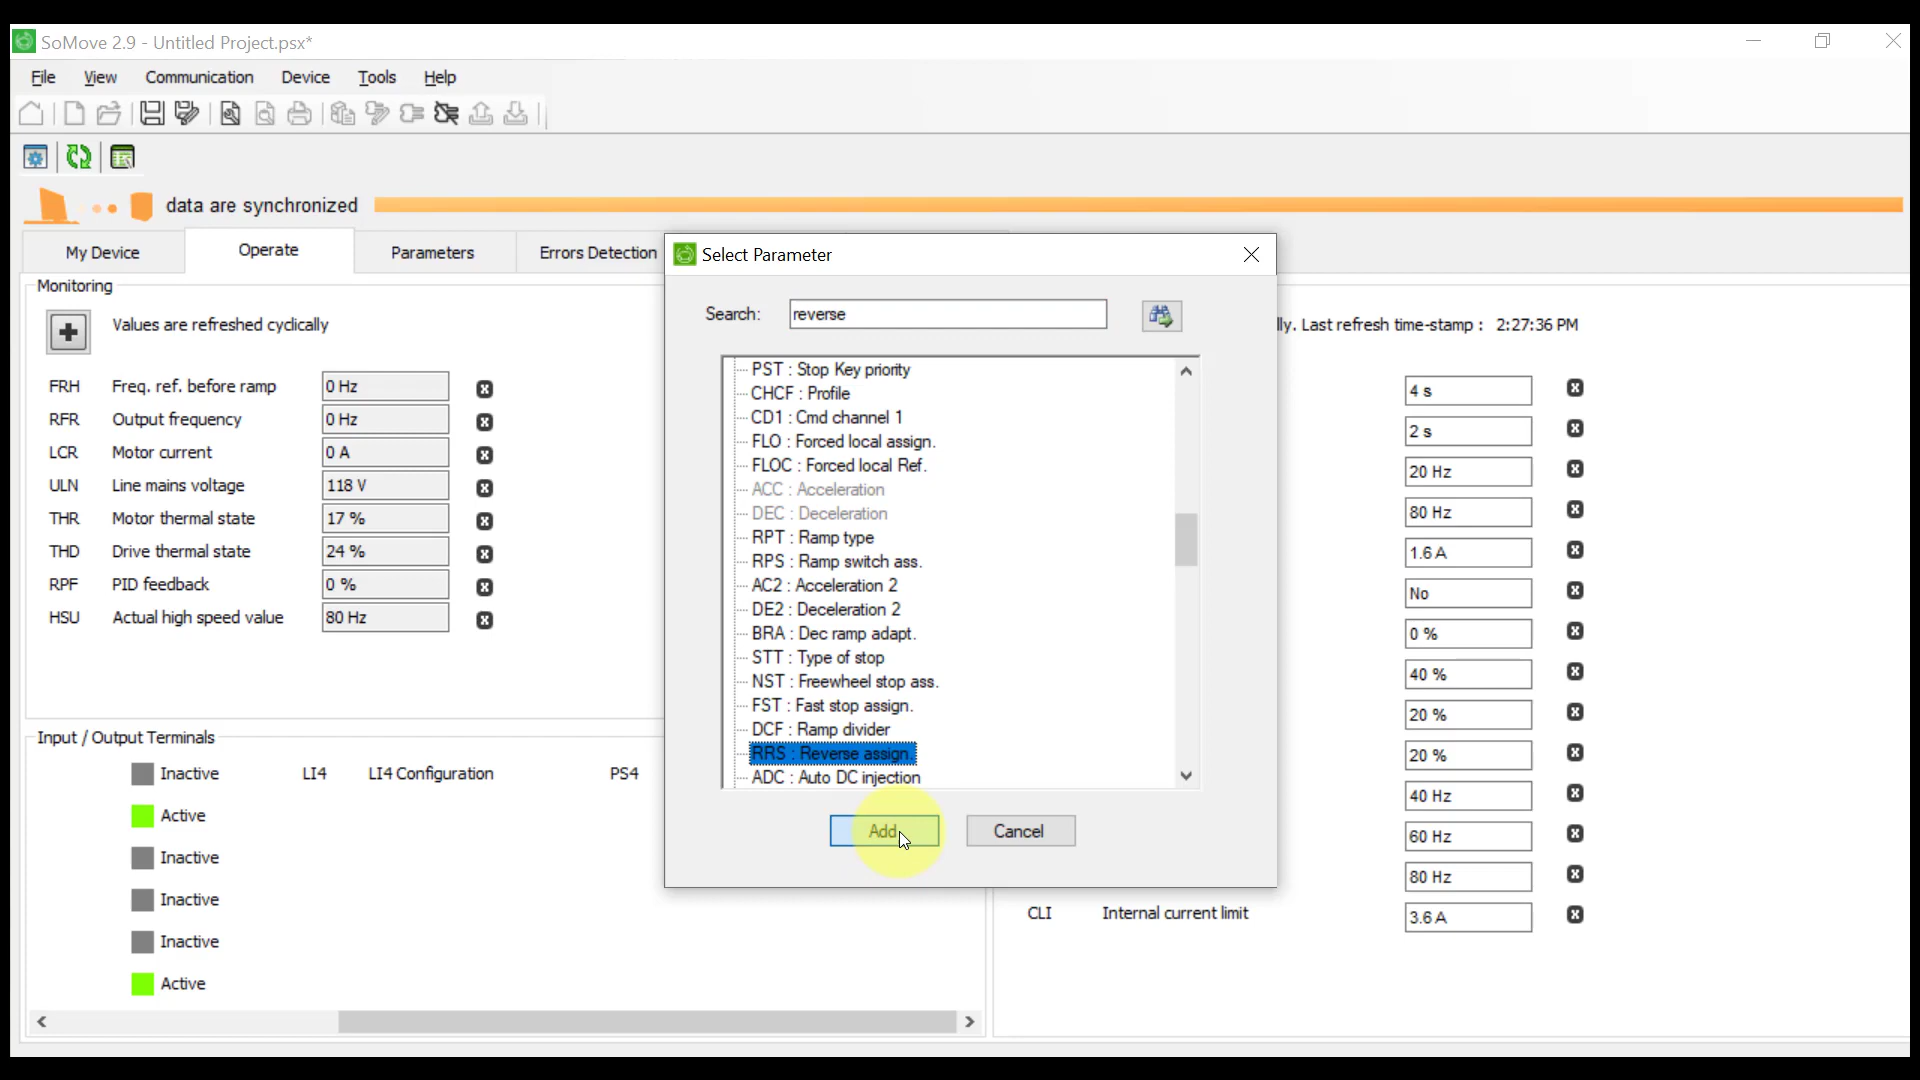 SoMove 2.9 - Untitled Project.psx*
File View Communication Device Tools Help
data are synchronized
My Device Operate Parameters Errors Detection
Monitoring
Values are refreshed cyclically
FRH Freq. ref. before ramp 0 Hz
RFR Output frequency 0 Hz
LCR Motor current 0 A
ULN Line mains voltage 118 V
THR Motor thermal state 17 %
THD Drive thermal state 24 %
RPF PID feedback 0 %
HSU Actual high speed value 80 Hz
Input / Output Terminals
Inactive LI4 LI4 Configuration PS4
Active
Inactive
Inactive
Inactive
Active
Select Parameter
Search: reverse
PST : Stop Key priority
CHCF : Profile
CD1 : Cmd channel 1
FLO : Forced local assign.
FLOC : Forced local Ref.
ACC : Acceleration
DEC : Deceleration
RPT : Ramp type
RPS : Ramp switch ass.
AC2 : Acceleration 2
DE2 : Deceleration 2
BRA : Dec ramp adapt.
STT : Type of stop
NST : Freewheel stop ass.
FST : Fast stop assign.
DCF : Ramp divider
RRS : Reverse assign.
ADC : Auto DC injection
Add Cancel
lly. Last refresh time-stamp : 2:27:36 PM
4 s
2 s
20 Hz
80 Hz
1.6 A
No
0 %
40 %
20 %
20 %
40 Hz
60 Hz
80 Hz
CLI Internal current limit 3.6 A